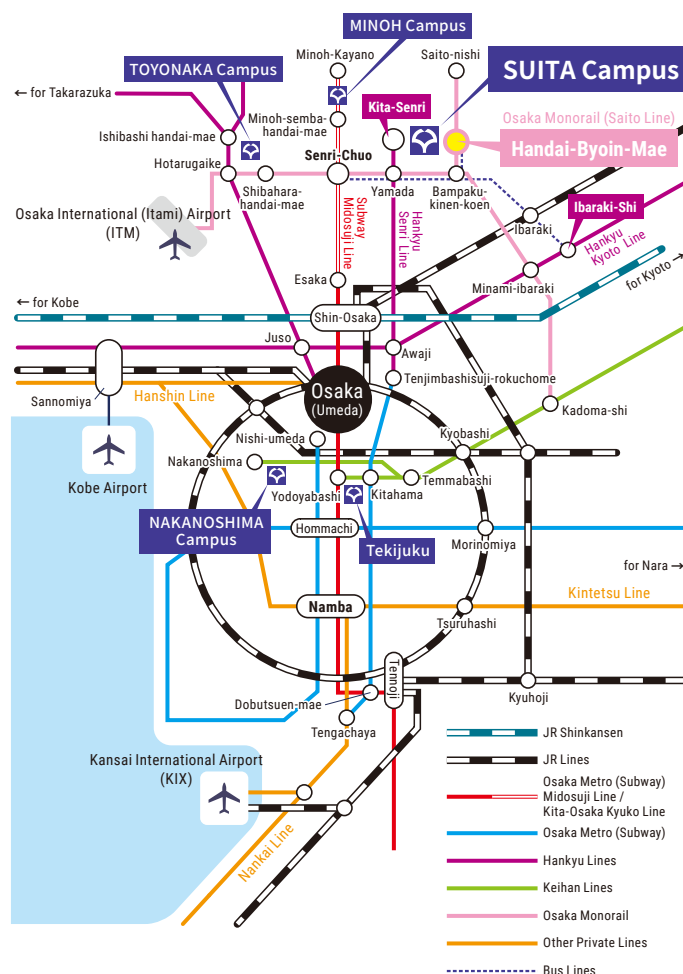 MINOH Campus
Minoh-Kayano
Saito-nishi
TOYONAKA Campus
SUITA Campus
← for Takarazuka
Kita-Senri
Minoh-semba-
handai-mae
Osaka Monorail (Saito Line)
Ishibashi handai-mae
Handai-Byoin-Mae
Senri-Chuo
Hotarugaike
Shibahara-
handai-mae
Yamada
Bampaku-
kinen-koen
Ibaraki-Shi
Osaka International (Itami) Airport
(ITM)
Subway
Midosuji Line
Hankyu
Senri Line
Ibaraki
Hankyu
Kyoto Line
Esaka
Minami-ibaraki
for Kyoto →
← for Kobe
Shin-Osaka
Juso
Awaji
Tenjimbashisuji-rokuchome
Osaka
(Umeda)
Sannomiya
Hanshin Line
Kadoma-shi
Nishi-umeda
Kyobashi
Nakanoshima
Kobe Airport
Yodoyabashi
Kitahama
Temmabashi
NAKANOSHIMA
Campus
Hommachi
Tekijuku
Morinomiya
for Nara →
Kintetsu Line
Namba
Tsuruhashi
Tennoji
Dobutsuen-mae
Kyuhoji
Tengachaya
Kansai International Airport
(KIX)
Nankai Line
JR Shinkansen
JR Lines
Osaka Metro (Subway)
Midosuji Line /
Kita-Osaka Kyuko Line
Osaka Metro (Subway)
Hankyu Lines
Keihan Lines
Osaka Monorail
Other Private Lines
Bus Lines